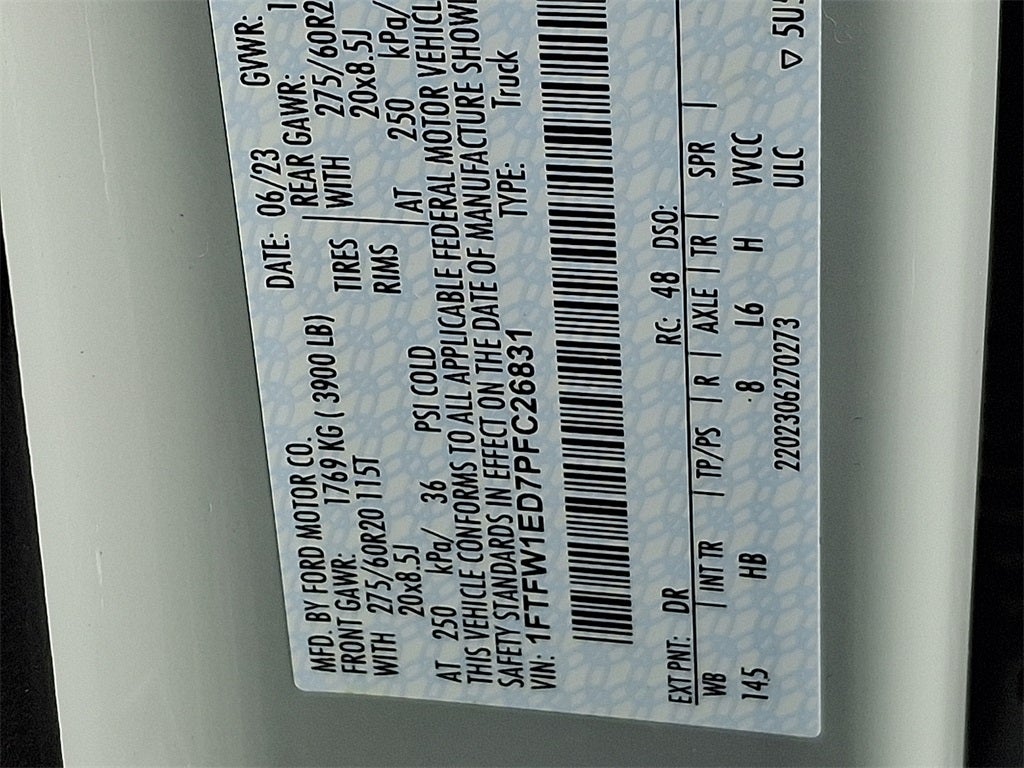 MFD. BY FORD MOTOR CO.
DATE: 06/23 GVWR:
FRONT GAWR: 1769 KG ( 3900 LB) REAR GAWR:
WITH 275/60R20 115T TIRES WITH 275/60R2
20x8.5J RIMS 20x8.5J
AT 250 kPa/ 36 PSI COLD AT 250 kPa/
THIS VEHICLE CONFORMS TO ALL APPLICABLE FEDERAL MOTOR VEHICL
SAFETY STANDARDS IN EFFECT ON THE DATE OF MANUFACTURE SHOW
VIN: 1FTFW1ED7PFC26831 TYPE: Truck
EXT PNT: DR RC: 48 DSO:
WB | INT TR | TP/PS | R | AXLE | TR | SPR |
145 HB 8 L6 H VVCC
2202306270273 ULC ▽ 5U5